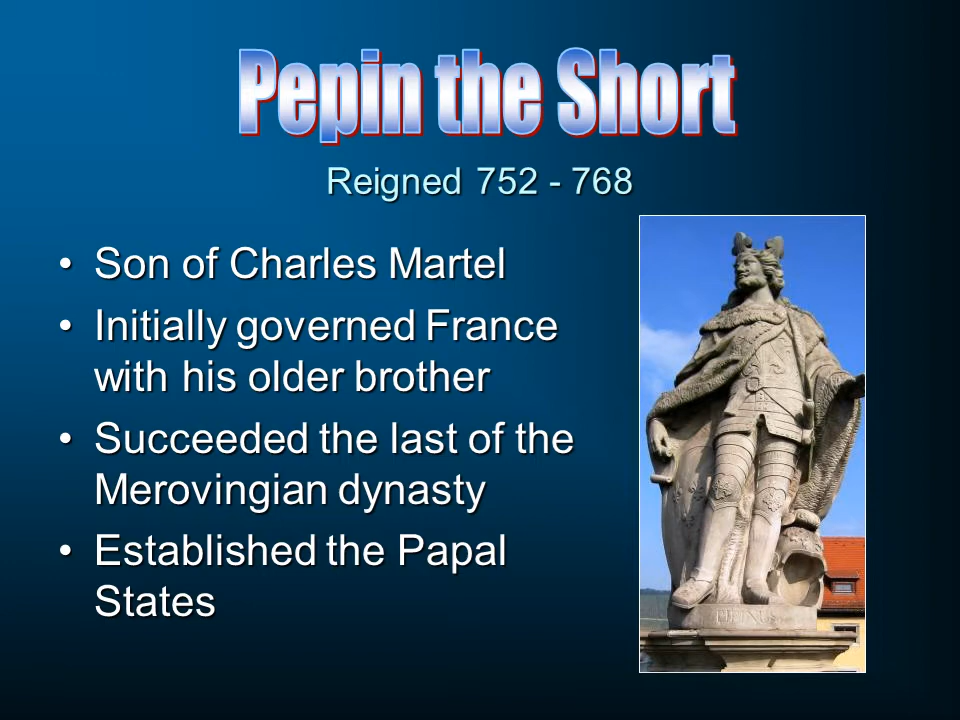 Pepin the Short
Reigned 752 - 768
• Son of Charles Martel
• Initially governed France
with his older brother
• Succeeded the last of the
Merovingian dynasty
• Established the Papal
States
PIPINUS